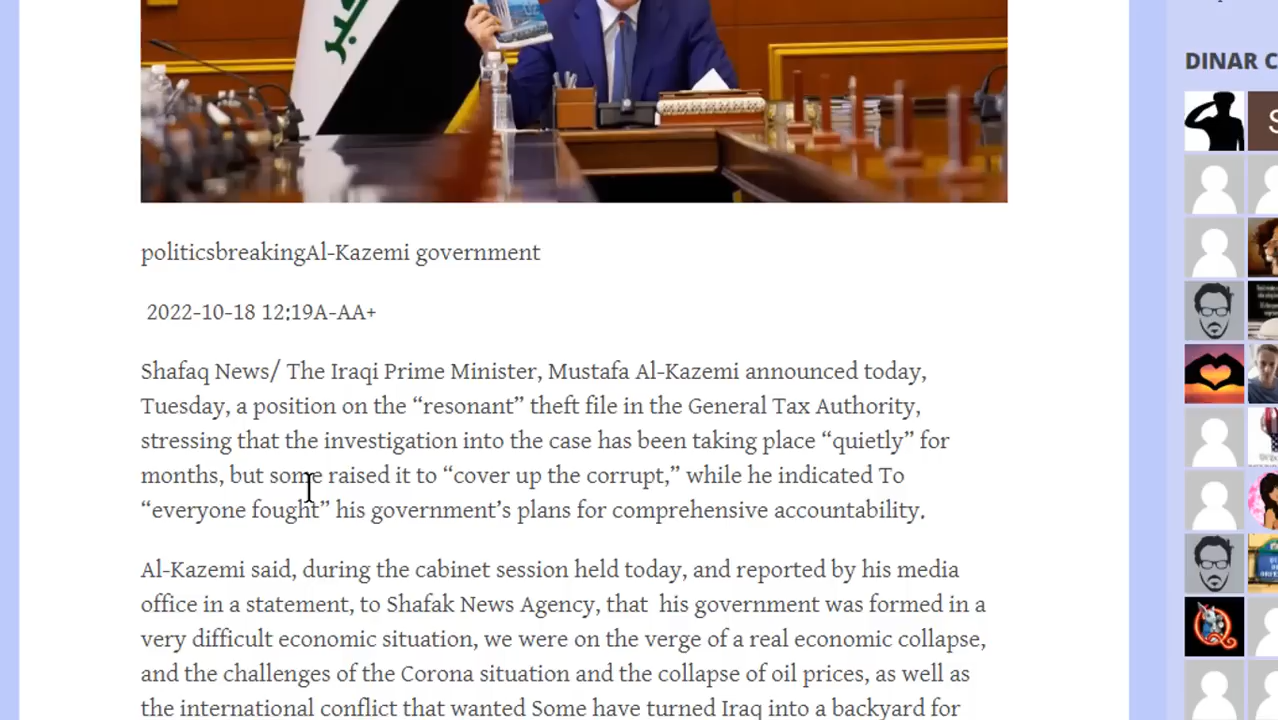 politicsbreakingAl-Kazemi government
2022-10-18 12:19A-AA+
Shafaq News/ The Iraqi Prime Minister, Mustafa Al-Kazemi announced today,
Tuesday, a position on the “resonant” theft file in the General Tax Authority,
stressing that the investigation into the case has been taking place “quietly” for
months, but some raised it to “cover up the corrupt,” while he indicated To
“everyone fought” his government’s plans for comprehensive accountability.
Al-Kazemi said, during the cabinet session held today, and reported by his media
office in a statement, to Shafak News Agency, that  his government was formed in a
very difficult economic situation, we were on the verge of a real economic collapse,
and the challenges of the Corona situation and the collapse of oil prices, as well as
the international conflict that wanted Some have turned Iraq into a backyard for
DINAR C